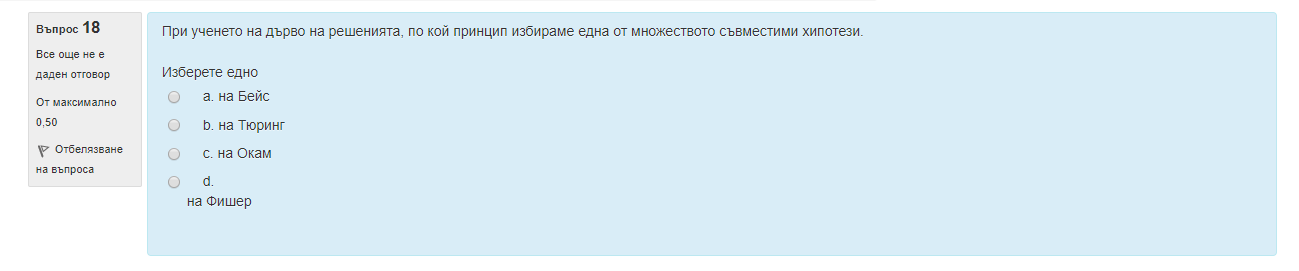 Въпрос 18
Все още не е
даден отговор
От максимално
0,50
Отбелязване
на въпроса
При ученето на дърво на решенията, по кой принцип избираме една от множеството съвместими хипотези.
Изберете едно
a. на Бейс
b. на Тюринг
c. на Окам
d.
на Фишер